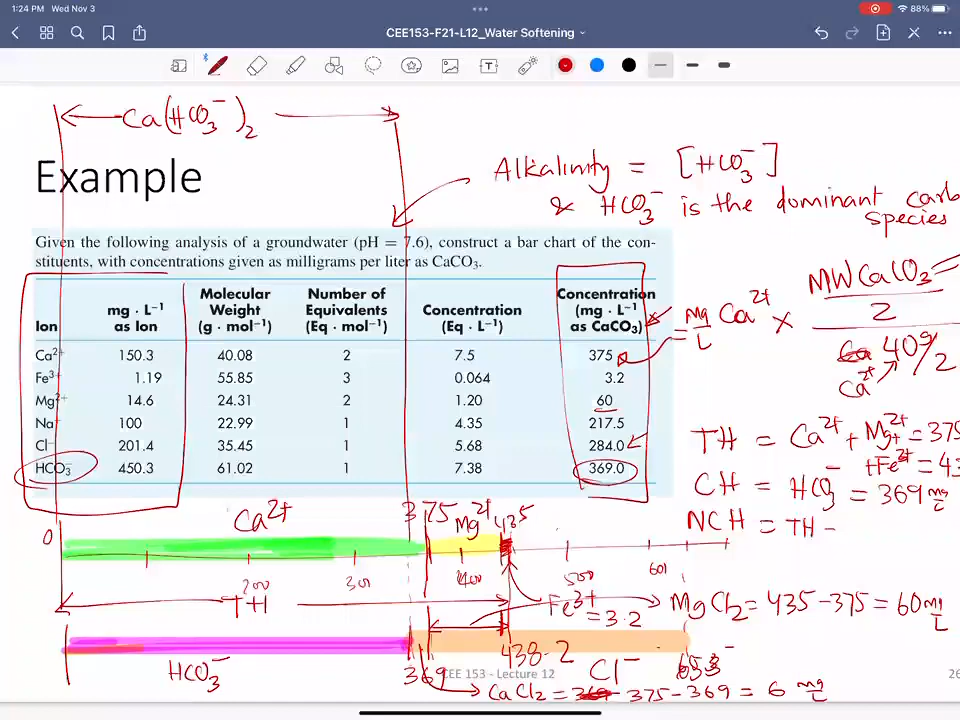 1:24 PM Wed Nov 3
88%
CEE153-F21-L12_Water Softening
Ca(HCO3⁻)2
Example
Alkalinity = [HCO3⁻]
& HCO3⁻ is the dominant carb
species
Given the following analysis of a groundwater (pH = 7.6), construct a bar chart of the con-
stituents, with concentrations given as milligrams per liter as CaCO3.
Ion
mg · L⁻¹
as Ion
Molecular
Weight
(g · mol⁻¹)
Number of
Equivalents
(Eq · mol⁻¹)
Concentration
(Eq · L⁻¹)
Concentration
(mg · L⁻¹
as CaCO3)
Ca2+ 150.3 40.08 2 7.5 375
Fe3+ 1.19 55.85 3 0.064 3.2
Mg2+ 14.6 24.31 2 1.20 60
Na+ 100 22.99 1 4.35 217.5
Cl⁻ 201.4 35.45 1 5.68 284.0
HCO3⁻ 450.3 61.02 1 7.38 369.0
= mg/L Ca2+ × MW CaCO3/2
40g/2
Ca2+
TH = Ca2+ + Mg2+ = 375
+Fe2+ = 43
CH = HCO3⁻ = 369 mg/L
NCH = TH -
0 Ca2+ 375 Mg2+ 435
200 300 400 500 601
TH
Fe3+ = 3.2
MgCl2 = 435 - 375 = 60 mg/L
438.2
HCO3⁻ 369 Cl⁻ 653
CEE 153 - Lecture 12
26
CaCl2 = 375 - 369 = 6 mg/L